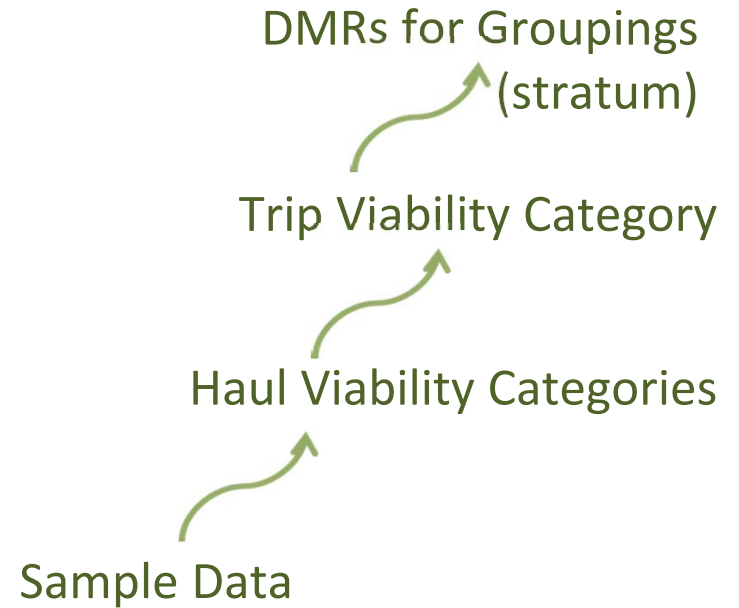 DMRs for Groupings
(stratum)
Trip Viability Category
Haul Viability Categories
Sample Data